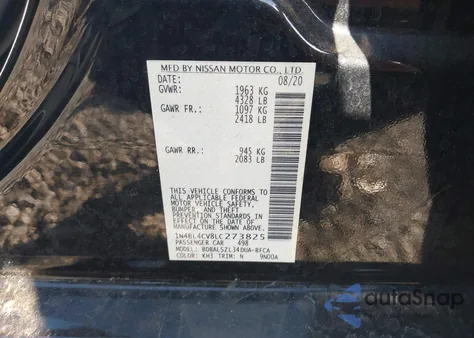 MFD BY NISSAN MOTOR CO., LTD.
DATE: 08/20
GVWR: 1963 KG
4328 LB
GAWR FR.: 1097 KG
2418 LB
GAWR RR.: 945 KG
2083 LB
THIS VEHICLE CONFORMS TO
ALL APPLICABLE FEDERAL
MOTOR VEHICLE SAFETY,
BUMPER, AND THEFT
PREVENTION STANDARDS IN
EFFECT ON THE DATE OF
MANUFACTURE SHOWN ABOVE.
1N4BL4CV8LC273825
PASSENGER CAR 498
MODEL: BDBALSZL34DUA-BFCA
COLOR: KH3 TRIM: N 9N00A
autoSnap